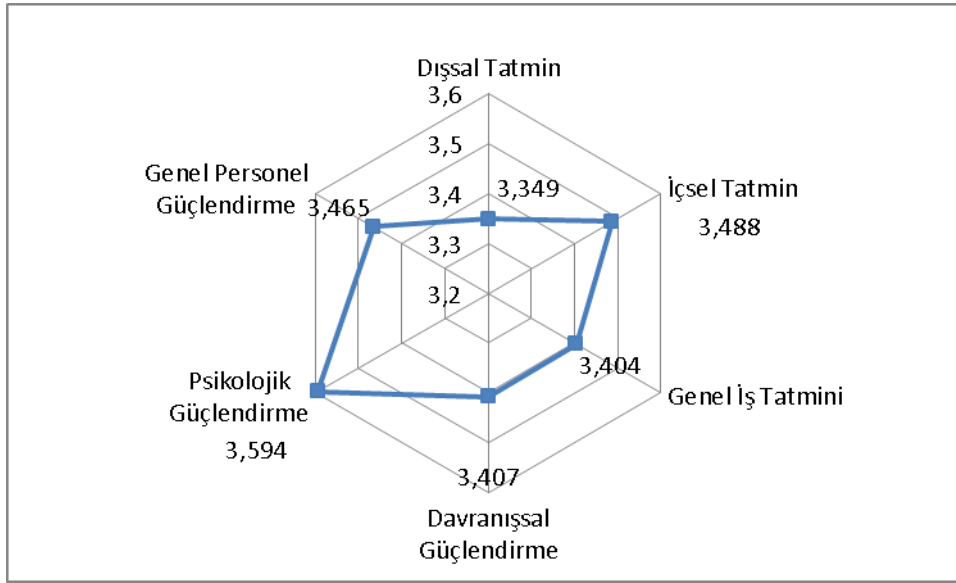 Dışsal Tatmin
3,6
3,5
3,4
3,3
3,2
3,349
İçsel Tatmin
3,488
3,404
Genel İş Tatmini
3,407
Davranışsal
Güçlendirme
Psikolojik
Güçlendirme
3,594
Genel Personel
Güçlendirme
3,465